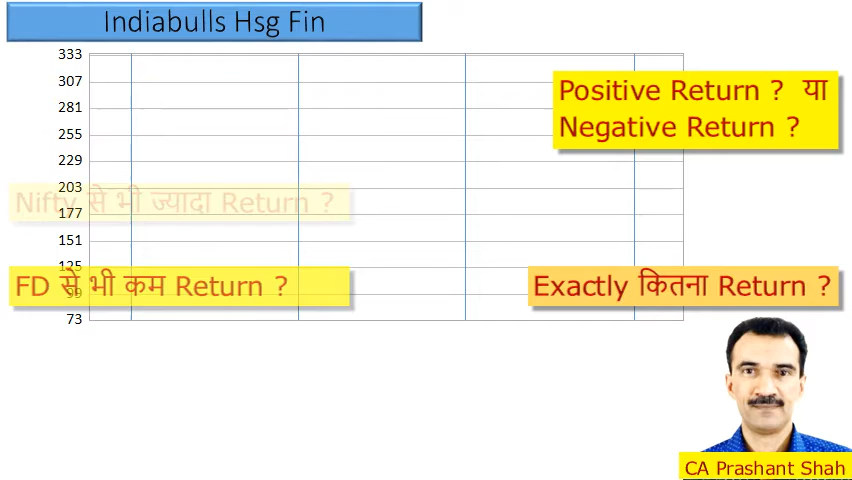 Indiabulls Hsg Fin
333
307
281
255
229
203
177
151
125
99
73
Positive Return ? या
Negative Return ?
Nifty से भी ज्यादा Return ?
FD से भी कम Return ?
Exactly कितना Return ?
CA Prashant Shah